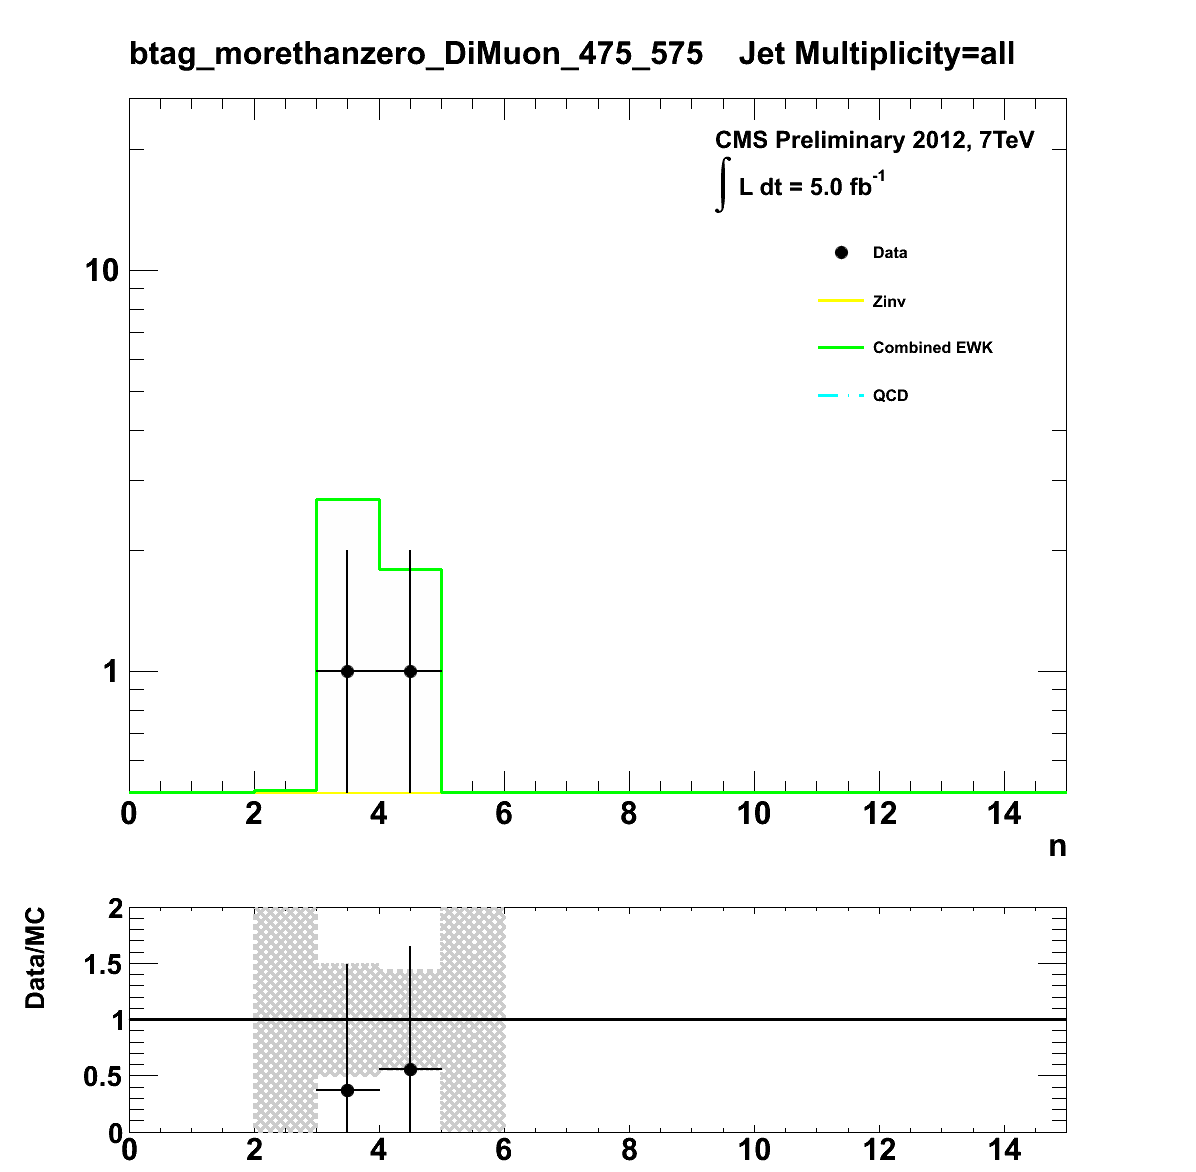 btag_morethanzero_DiMuon_475_575 Jet Multiplicity=all
CMS Preliminary 2012, 7TeV
∫ L dt = 5.0 fb-1
Data
Zinv
Combined EWK
QCD
10
1
0 2 4 6 8 10 12 14
n
Data/MC
2
1.5
1
0.5
0
0 2 4 6 8 10 12 14